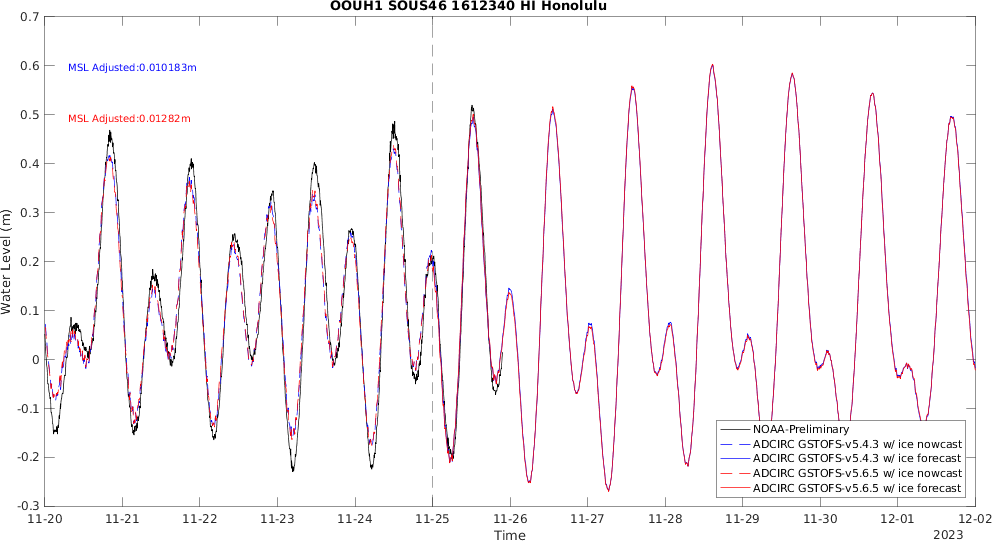 OOUH1 SOUS46 1612340 HI Honolulu
0.7
0.6
0.5
0.4
0.3
0.2
0.1
0
-0.1
-0.2
-0.3
Water Level (m)
MSL Adjusted:0.010183m
MSL Adjusted:0.01282m
NOAA-Preliminary
ADCIRC GSTOFS-v5.4.3 w/ ice nowcast
ADCIRC GSTOFS-v5.4.3 w/ ice forecast
ADCIRC GSTOFS-v5.6.5 w/ ice nowcast
ADCIRC GSTOFS-v5.6.5 w/ ice forecast
11-20 11-21 11-22 11-23 11-24 11-25 11-26 11-27 11-28 11-29 11-30 12-01 12-02
Time
2023